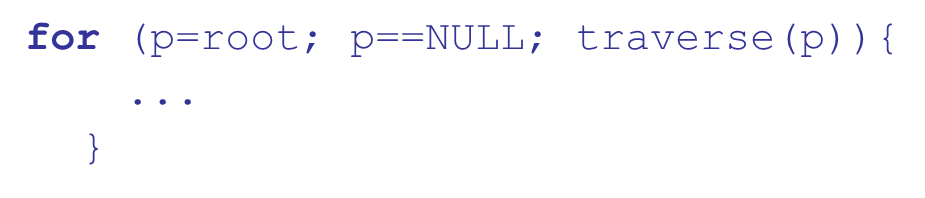 for (p=root; p==NULL; traverse(p)){
...
}